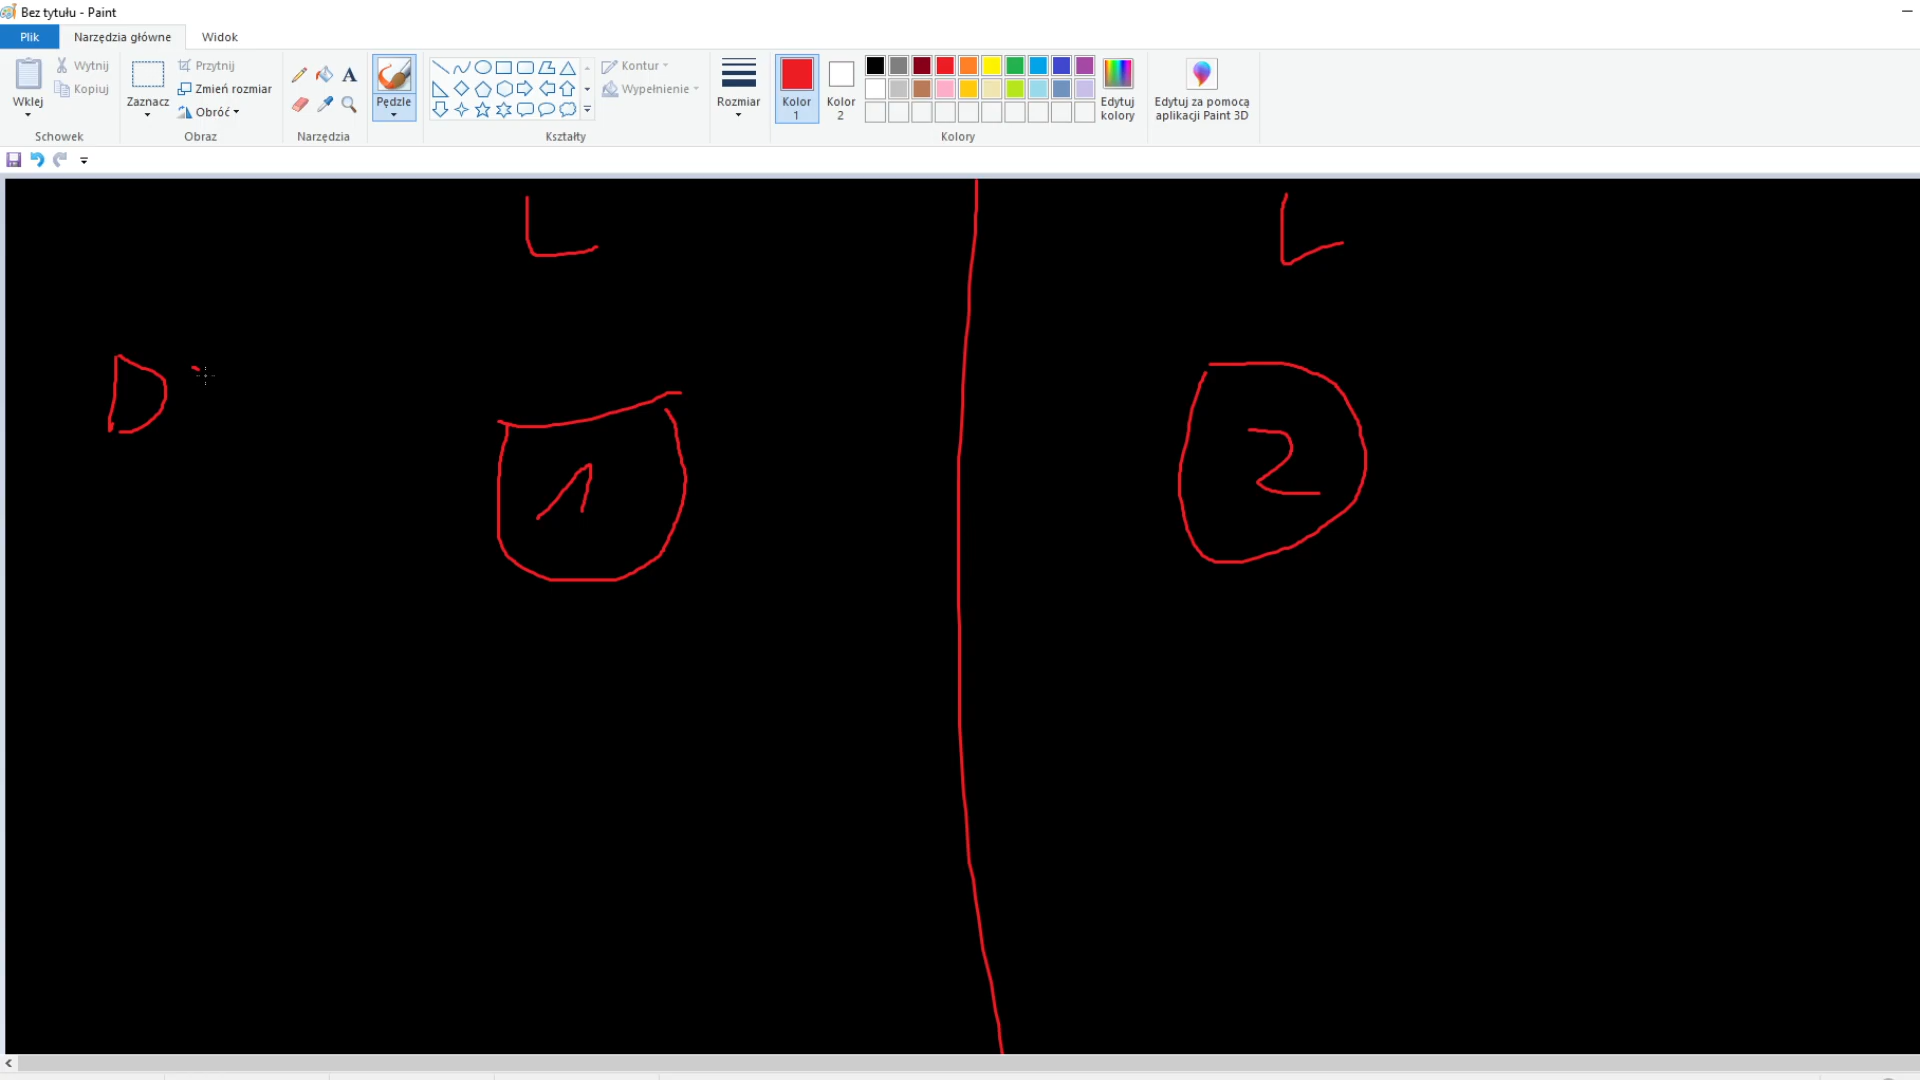 Bez tytułu - Paint
Plik Narzędzia główne Widok
Wklej Wytnij Kopiuj Schowek
Zaznacz Przytnij Zmień rozmiar Obróć Obraz
Narzędzia
Pędzle
Kontur Wypełnienie Kształty
Rozmiar
Kolor 1
Kolor 2
Edytuj kolory
Kolory
Edytuj za pomocą aplikacji Paint 3D
L L
D
1 2